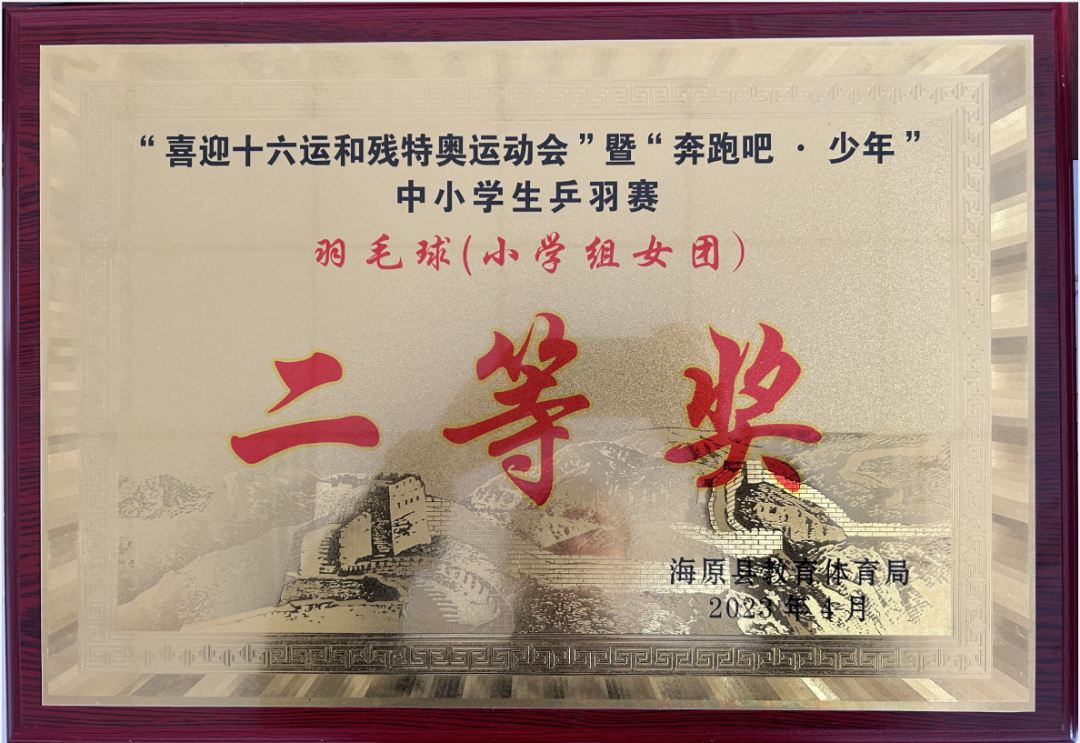 “喜迎十六运和残特奥运动会”暨“奔跑吧·少年”
中小学生乒羽赛
羽毛球(小学组女团)
二等奖
海原县教育体育局
2023年4月